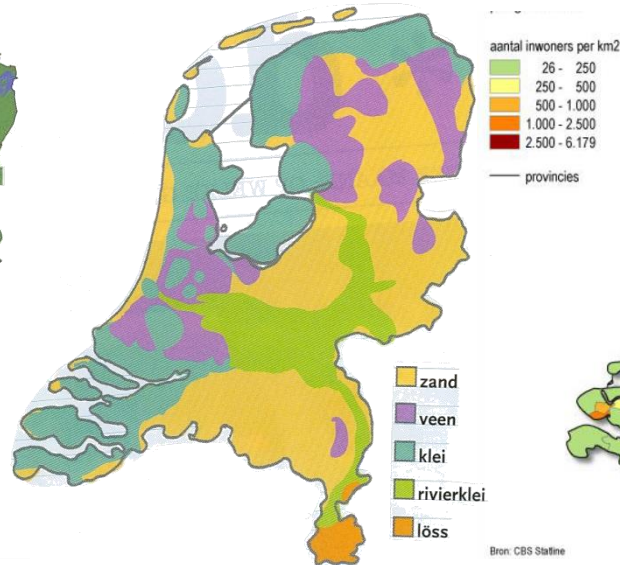 aantal inwoners per km2
26 - 250
250 - 500
500 - 1.000
1.000 - 2.500
2.500 - 6.179
provincies
zand
veen
klei
rivierklei
löss
Bron: CBS Statline